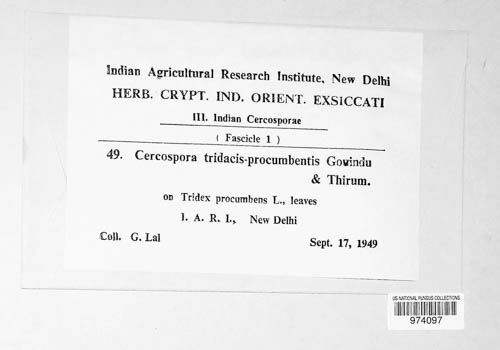 Indian Agricultural Research Institute, New Delhi
HERB. CRYPT. IND. ORIENT. EXSICCATI
III. Indian Cercosporae
( Fascicle 1 )
49. Cercospora tridacis-procumbentis Govindu
& Thirum.
on Tridex procumbens L., leaves
I. A. R. I., New Delhi
Coll. G. Lal Sept. 17, 1949
US NATIONAL FUNGUS COLLECTIONS
974097